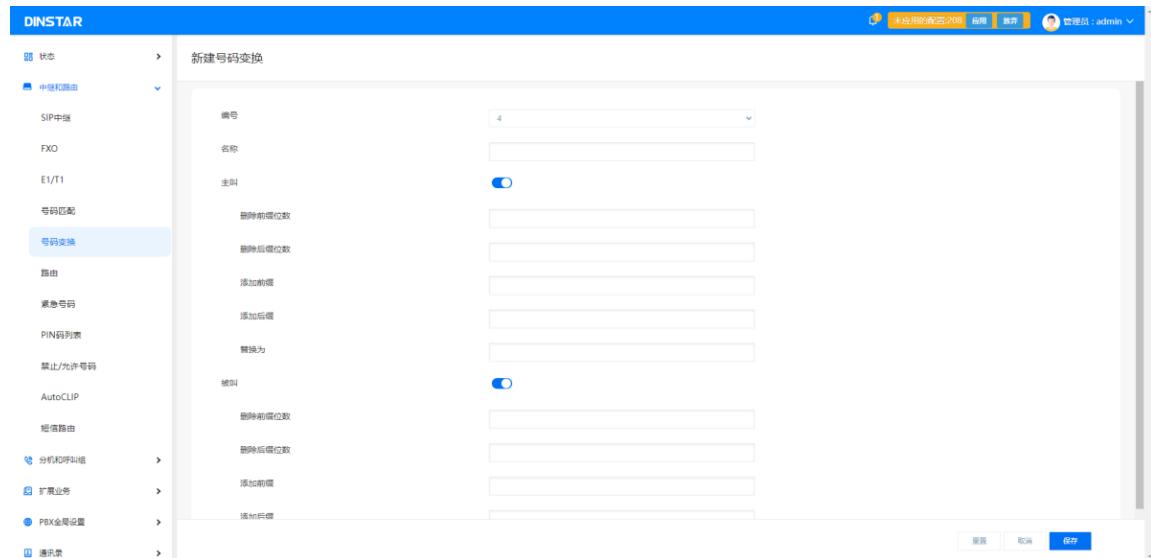 DINSTAR
未应用的配置:208 应用 放弃
管理员 : admin
状态
新建号码变换
中继和路由
SIP中继
编号 4
名称
FXO
E1/T1
主叫
号码匹配
删除前缀位数
号码变换
删除后缀位数
路由
添加前缀
紧急号码
添加后缀
PIN码列表
替换为
禁止/允许号码
被叫
AutoCLIP
删除前缀位数
短信路由
删除后缀位数
分机和呼叫组
扩展业务
添加前缀
PBX全局设置
添加后缀
重置 取消 保存
通讯录